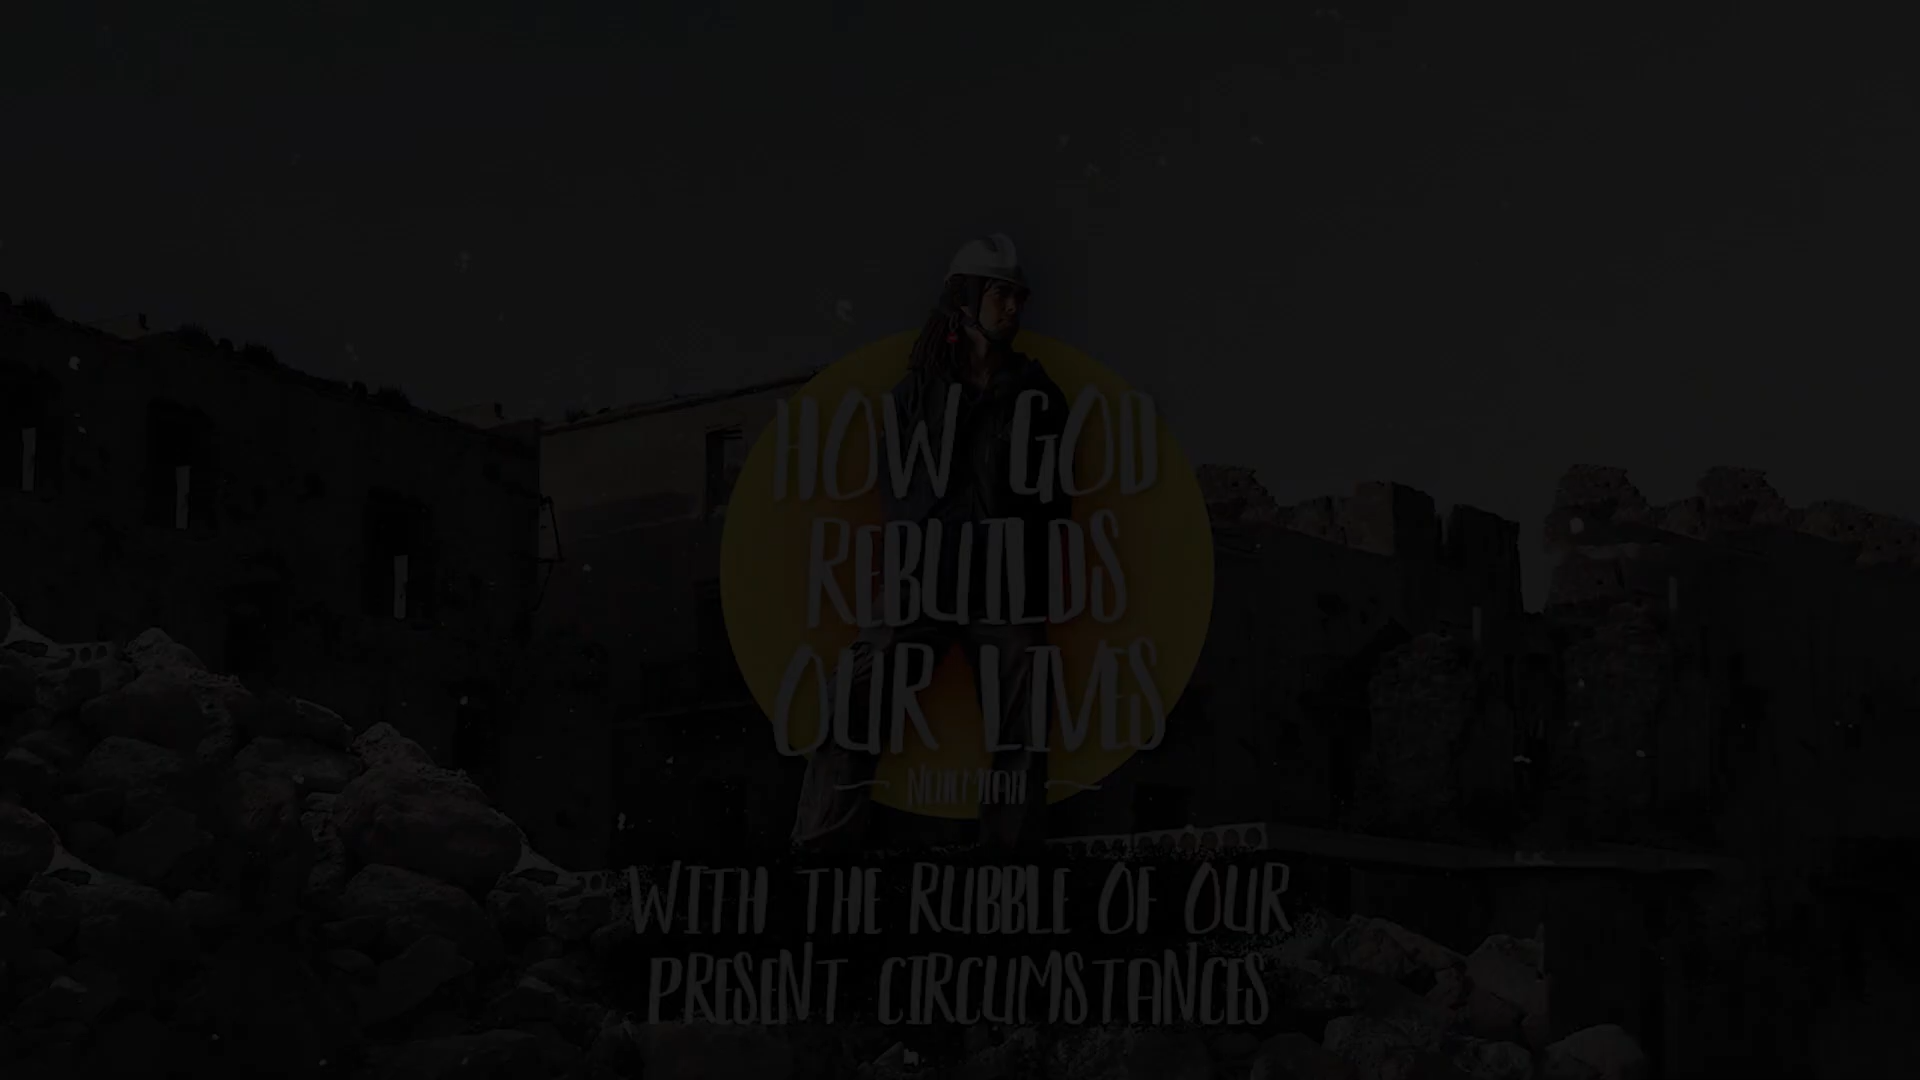 HOW GOD
REBUILDS
OUR LIVES
NEHEMIAH
WITH THE RUBBLE OF OUR
PRESENT CIRCUMSTANCES